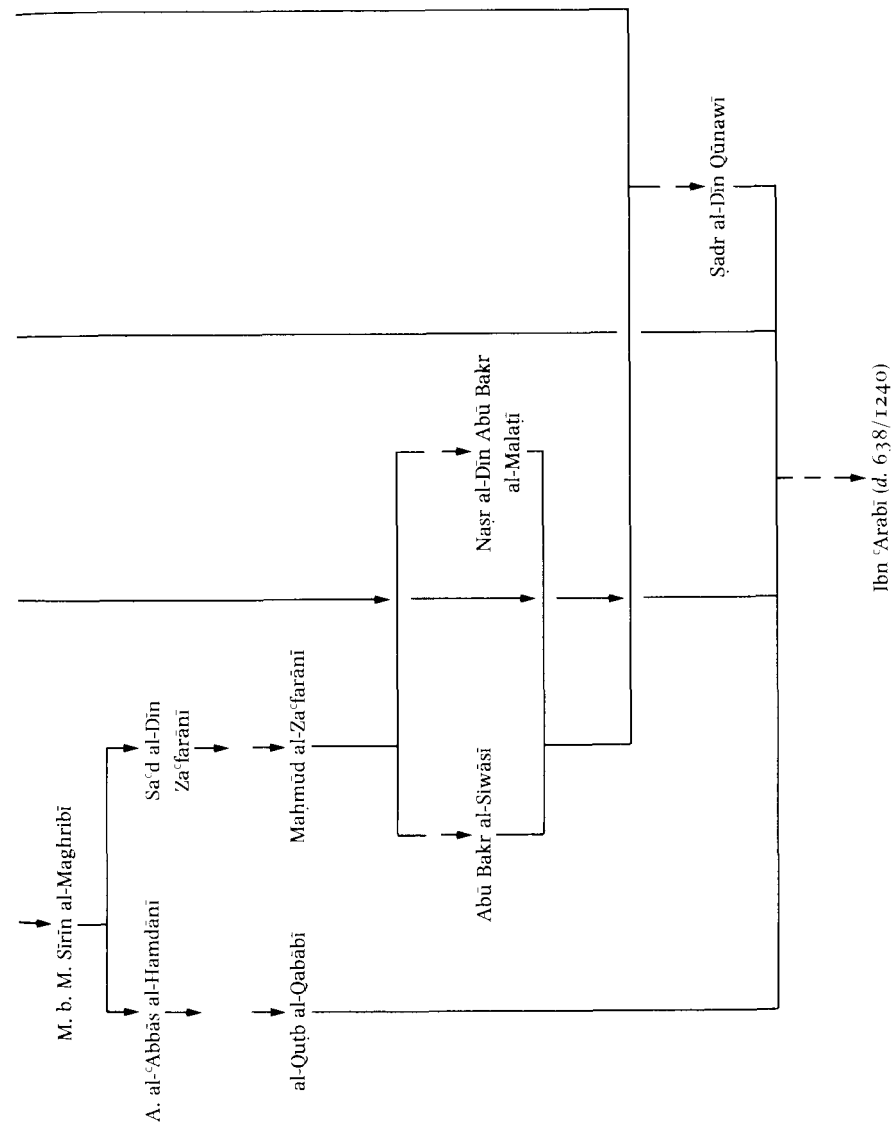 M. b. M. Sīrīn al-Maghribī
A. al-ʿAbbās al-Hamdānī
Saʿd al-Dīn
Zaʿfarānī
al-Quṭb al-Qabābī
Maḥmūd al-Zaʿfarānī
Abū Bakr al-Siwāsī
Naṣr al-Dīn Abū Bakr
al-Malaṭī
Ṣadr al-Dīn Qūnawī
Ibn ʿArabī (d. 638/1240)